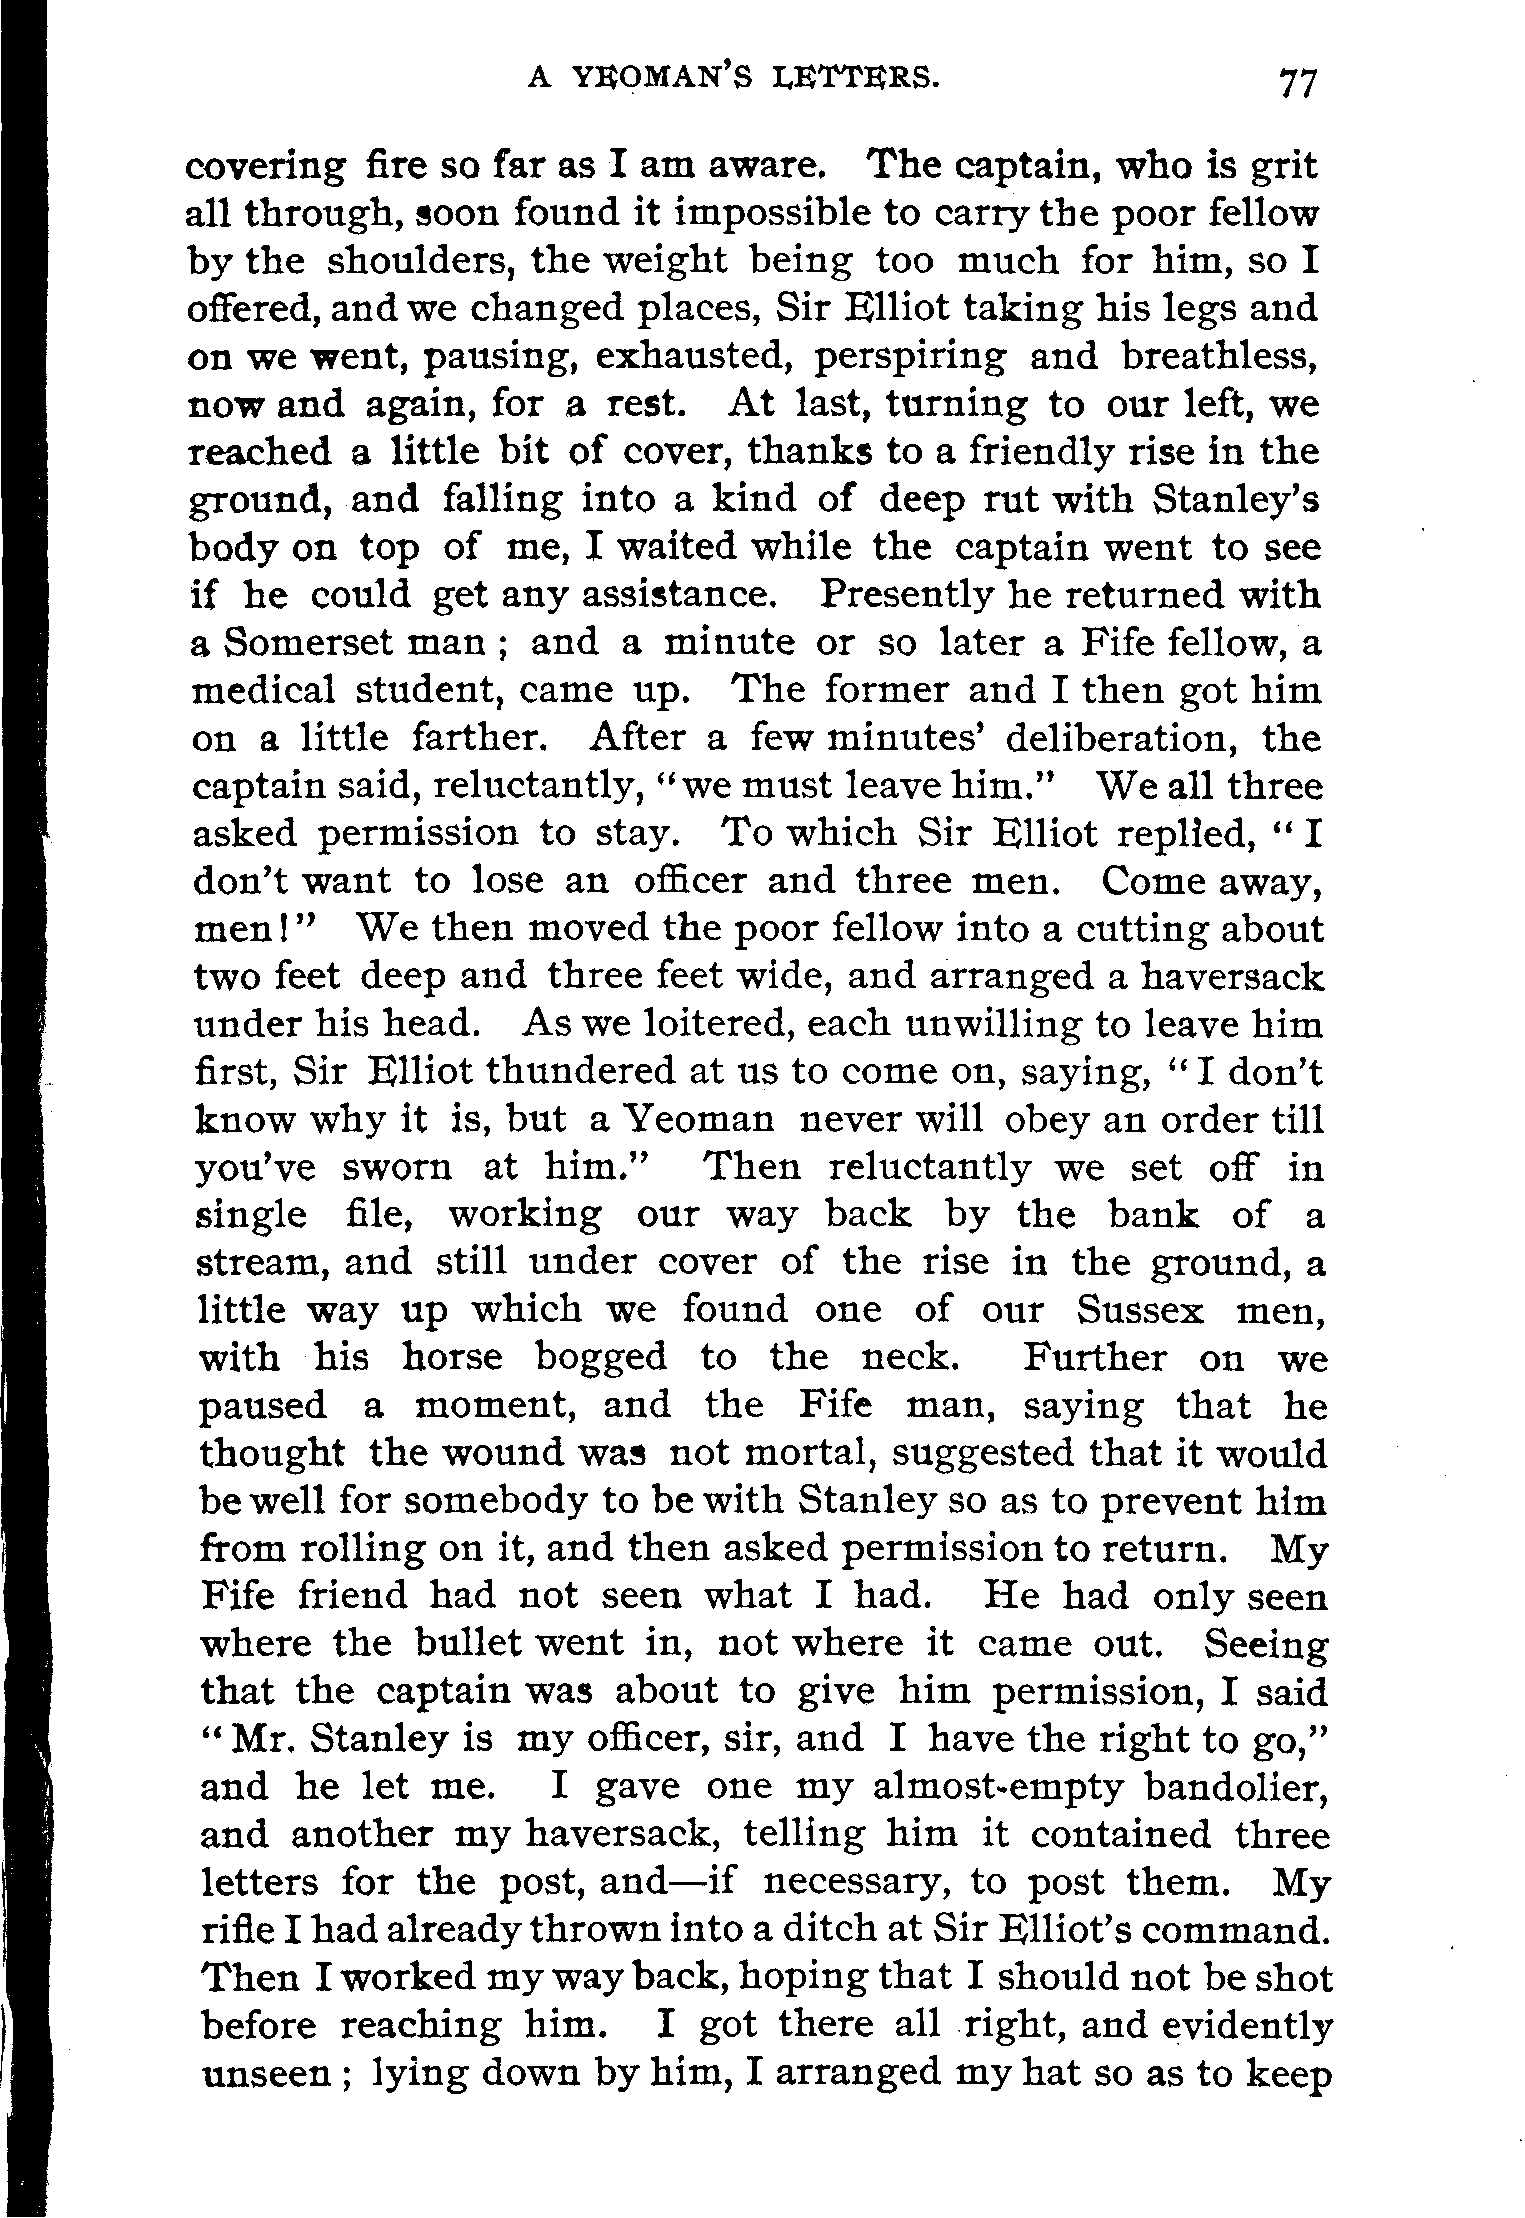 A YEOMAN'S LETTERS. 77
covering fire so far as I am aware. The captain, who is grit
all through, soon found it impossible to carry the poor fellow
by the shoulders, the weight being too much for him, so I
offered, and we changed places, Sir Elliot taking his legs and
on we went, pausing, exhausted, perspiring and breathless,
now and again, for a rest. At last, turning to our left, we
reached a little bit of cover, thanks to a friendly rise in the
ground, and falling into a kind of deep rut with Stanley's
body on top of me, I waited while the captain went to see
if he could get any assistance. Presently he returned with
a Somerset man ; and a minute or so later a Fife fellow, a
medical student, came up. The former and I then got him
on a little farther. After a few minutes' deliberation, the
captain said, reluctantly, "we must leave him." We all three
asked permission to stay. To which Sir Elliot replied, "I
don't want to lose an officer and three men. Come away,
men!" We then moved the poor fellow into a cutting about
two feet deep and three feet wide, and arranged a haversack
under his head. As we loitered, each unwilling to leave him
first, Sir Elliot thundered at us to come on, saying, "I don't
know why it is, but a Yeoman never will obey an order till
you've sworn at him." Then reluctantly we set off in
single file, working our way back by the bank of a
stream, and still under cover of the rise in the ground, a
little way up which we found one of our Sussex men,
with his horse bogged to the neck. Further on we
paused a moment, and the Fife man, saying that he
thought the wound was not mortal, suggested that it would
be well for somebody to be with Stanley so as to prevent him
from rolling on it, and then asked permission to return. My
Fife friend had not seen what I had. He had only seen
where the bullet went in, not where it came out. Seeing
that the captain was about to give him permission, I said
"Mr. Stanley is my officer, sir, and I have the right to go,"
and he let me. I gave one my almost-empty bandolier,
and another my haversack, telling him it contained three
letters for the post, and—if necessary, to post them. My
rifle I had already thrown into a ditch at Sir Elliot's command.
Then I worked my way back, hoping that I should not be shot
before reaching him. I got there all right, and evidently
unseen ; lying down by him, I arranged my hat so as to keep